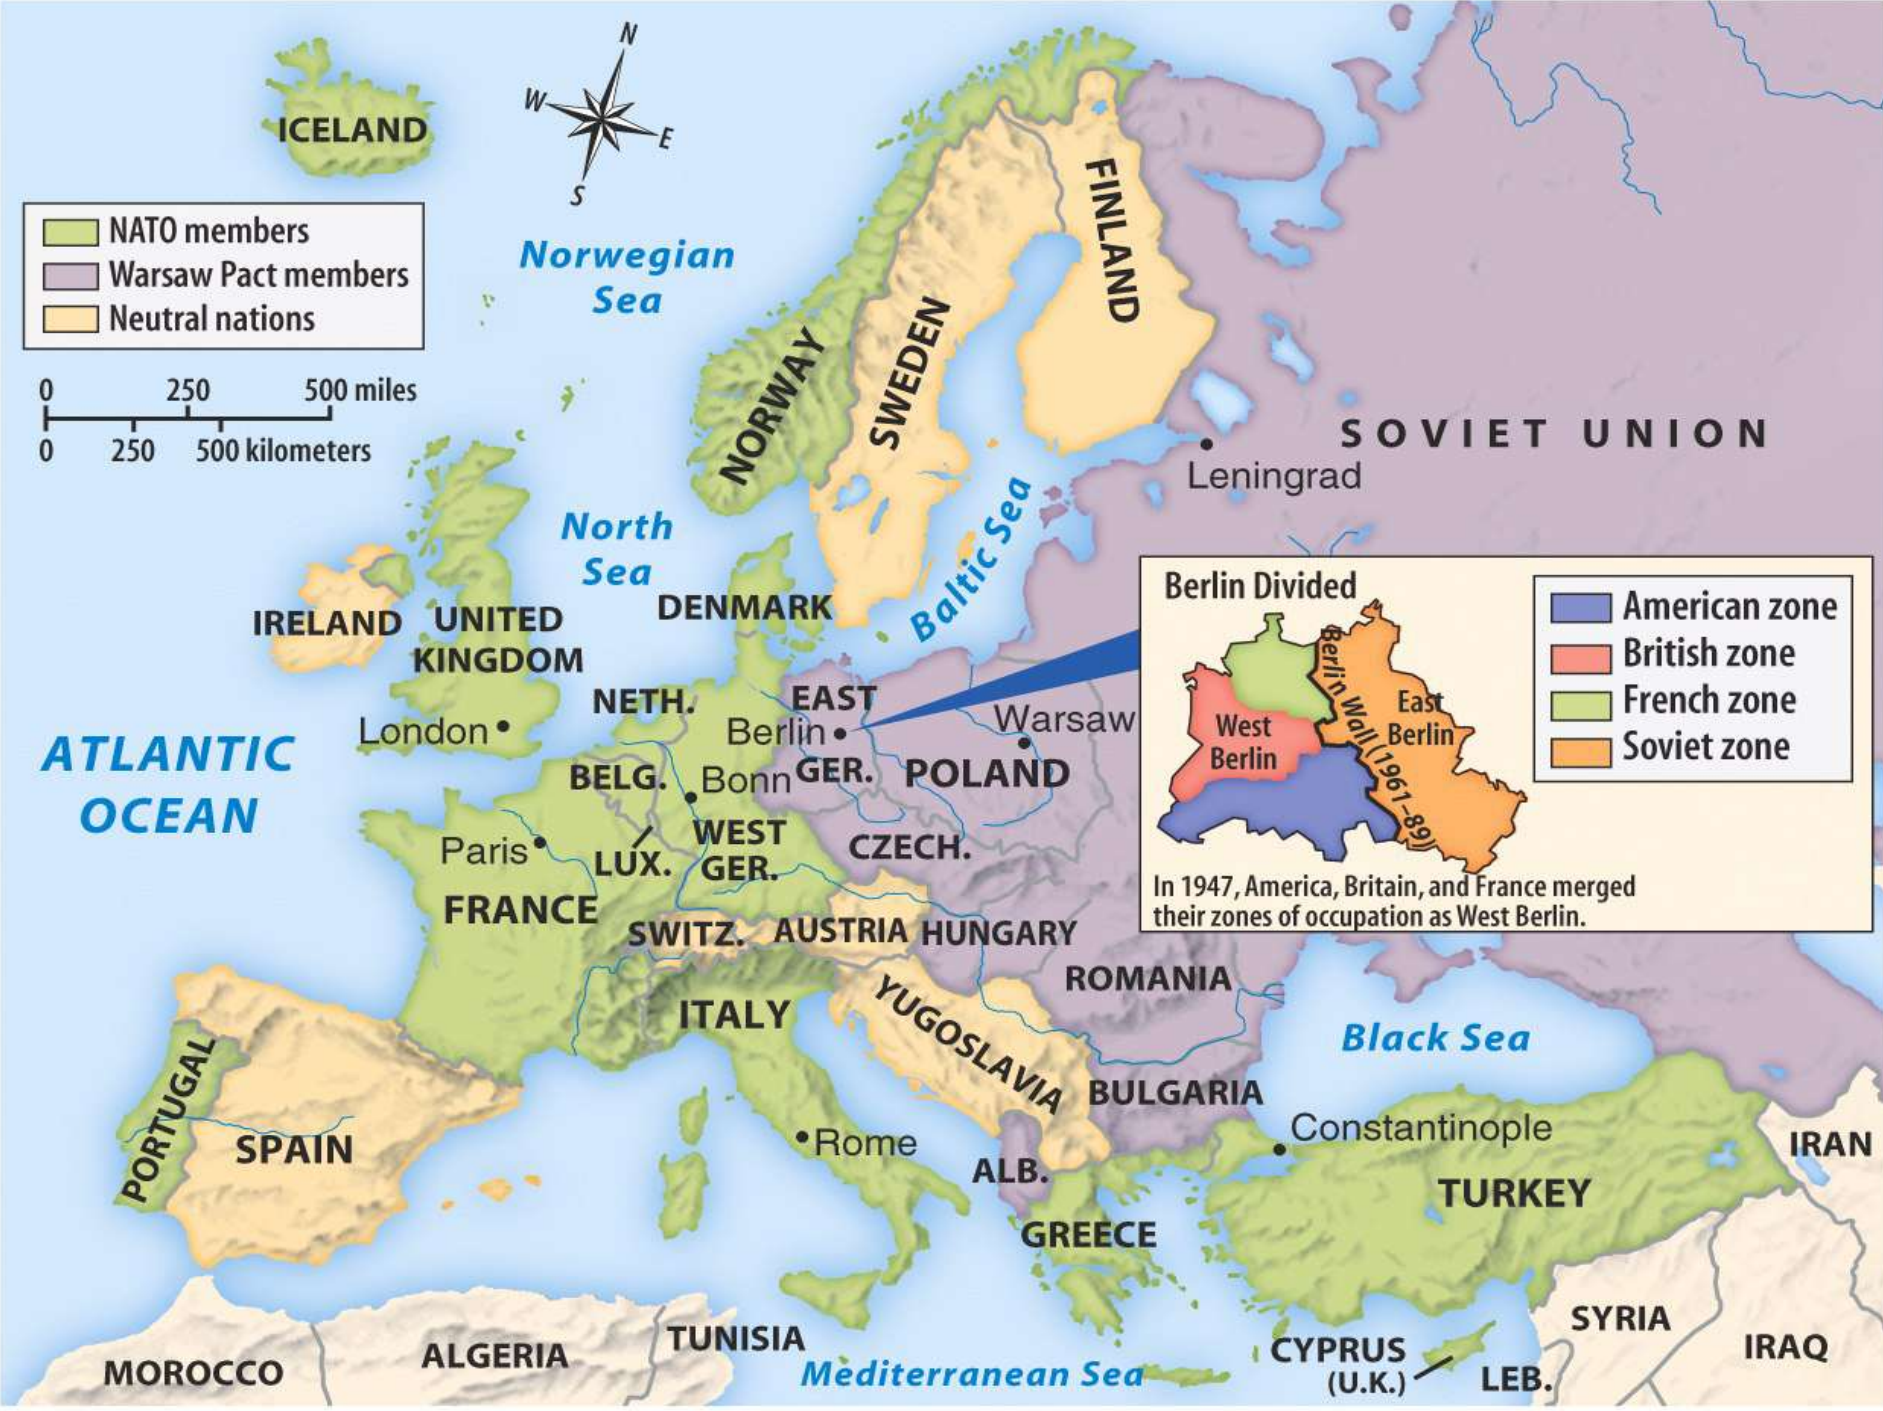 N
W
E
S
ICELAND
NATO members
Warsaw Pact members
Neutral nations
0 250 500 miles
0 250 500 kilometers
Norwegian
Sea
FINLAND
SWEDEN
NORWAY
SOVIET UNION
Leningrad
North
Sea
Baltic Sea
DENMARK
IRELAND
UNITED
KINGDOM
London
NETH.
EAST
GER.
Berlin
Warsaw
POLAND
ATLANTIC
OCEAN
BELG.
Bonn
Paris
LUX.
WEST
GER.
CZECH.
FRANCE
SWITZ.
AUSTRIA
HUNGARY
ROMANIA
ITALY
YUGOSLAVIA
Black Sea
BULGARIA
PORTUGAL
SPAIN
Rome
ALB.
Constantinople
IRAN
TURKEY
GREECE
SYRIA
IRAQ
MOROCCO
ALGERIA
TUNISIA
Mediterranean Sea
CYPRUS
(U.K.)
LEB.
Berlin Divided
American zone
British zone
French zone
Soviet zone
West
Berlin
Berlin Wall (1961–89)
East
Berlin
In 1947, America, Britain, and France merged
their zones of occupation as West Berlin.